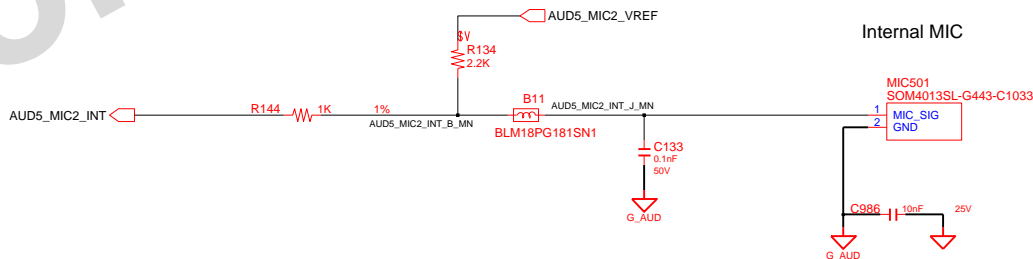 AUD5_MIC2_VREF
Internal MIC
$V
R134
2.2K
MIC501
SOM4013SL-G443-C1033
B11
AUD5_MIC2_INT_J_MN
R144
1K
1%
1
MIC_SIG
AUD5_MIC2_INT
AUD5_MIC2_INT_B_MN
2
GND
BLM18PG181SN1
C133
0.1nF
50V
G_AUD
C986
10nF
25V
G_AUD